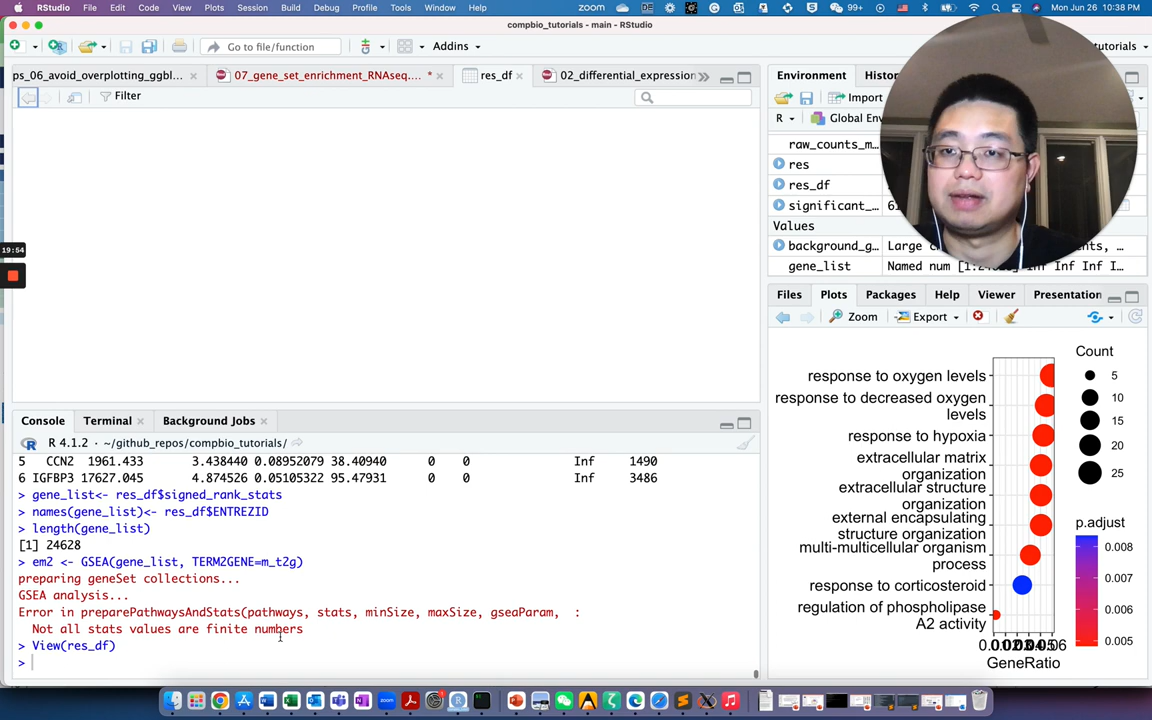 RStudio File Edit Code View Plots Session Build Debug Profile Tools Window Help zoom 99+ Mon Jun 26 10:38 PM
compbio_tutorials - main - RStudio
Go to file/function Addins tutorials
ps_06_avoid_overplotting_ggbl... 07_gene_set_enrichment_RNAseq.... * res_df 02_differential_expression
Filter
19:54
Console Terminal Background Jobs
R 4.1.2 · ~/github_repos/compbio_tutorials/
5 CCN2 1961.433 3.438440 0.08952079 38.40940 0 0 Inf 1490
6 IGFBP3 17627.045 4.874526 0.05105322 95.47931 0 0 Inf 3486
> gene_list<- res_df$signed_rank_stats
> names(gene_list)<- res_df$ENTREZID
> length(gene_list)
[1] 24628
> em2 <- GSEA(gene_list, TERM2GENE=m_t2g)
preparing geneSet collections...
GSEA analysis...
Error in preparePathwaysAndStats(pathways, stats, minSize, maxSize, gseaParam, :
Not all stats values are finite numbers
> View(res_df)
>
Environment Histo
Import
R Global Env
raw_counts_m...
res
res_df
significant_...
Values
background_g... Large c
gene_list Named num
Files Plots Packages Help Viewer Presentation
Zoom Export
response to oxygen levels
response to decreased oxygen
levels
response to hypoxia
extracellular matrix
organization
extracellular structure
organization
external encapsulating
structure organization
multi-multicellular organism
process
response to corticosteroid
regulation of phospholipase
A2 activity
GeneRatio
Count
5
10
15
20
25
p.adjust
0.008
0.007
0.006
0.005